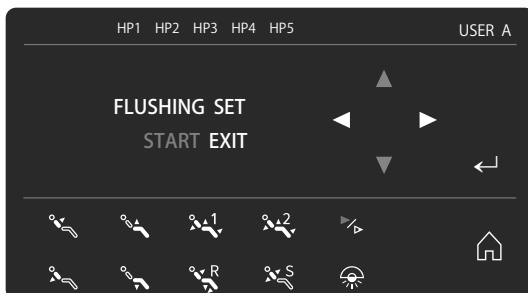 HP1 HP2 HP3 HP4 HP5 USER A
FLUSHING SET
START EXIT
1 2
R S